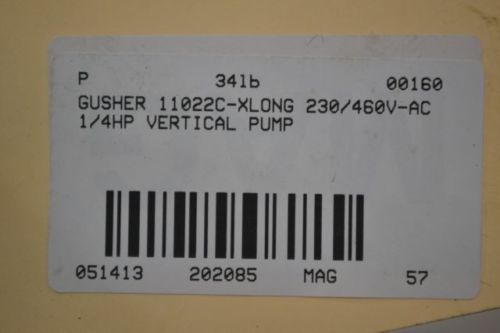 P 34lb 00160
GUSHER 11022C-XLONG 230/460V-AC
1/4HP VERTICAL PUMP
051413 202085 MAG 57